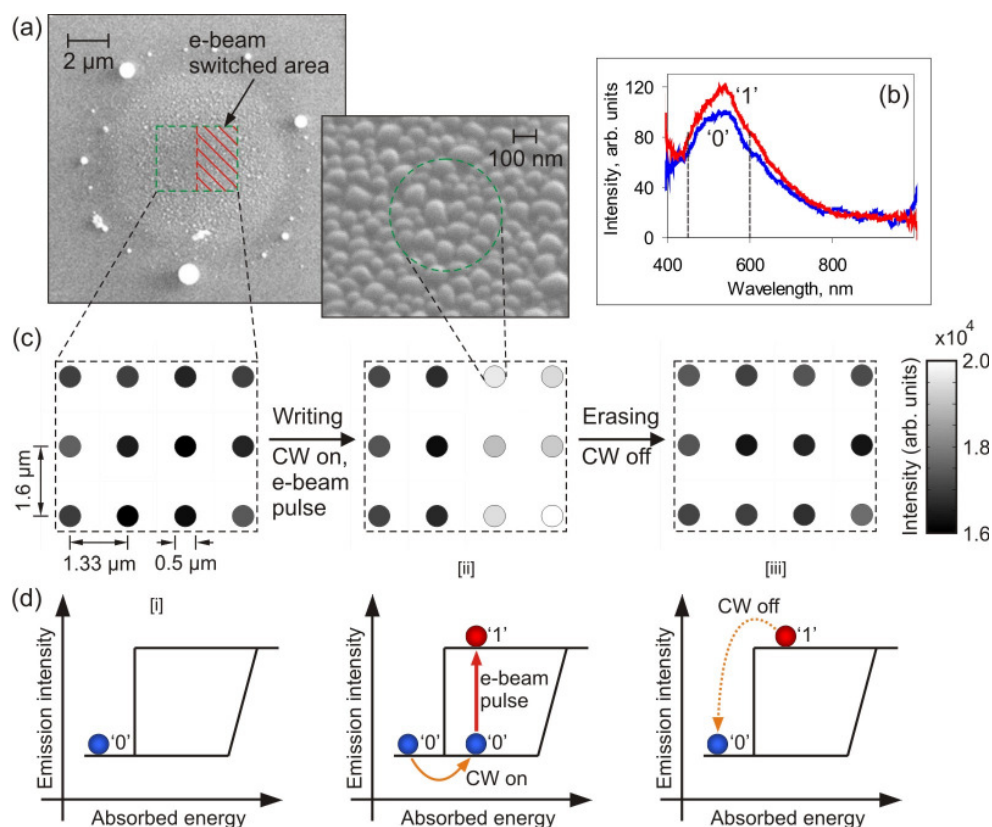 (a)
2 μm
e-beam
switched area
100 nm
(b)
Intensity, arb. units
120
80
40
0
'1'
'0'
400
600
800
Wavelength, nm
(c)
1.6 μm
1.33 μm
0.5 μm
Writing
CW on,
e-beam
pulse
Erasing
CW off
x10⁴
2.0
1.6
Intensity (arb. units)
[ii]
[iii]
(d)
[i]
Emission intensity
'0'
Absorbed energy
Emission intensity
'1'
e-beam
pulse
'0'
'0'
CW on
Absorbed energy
Emission intensity
CW off
'1'
'0'
Absorbed energy